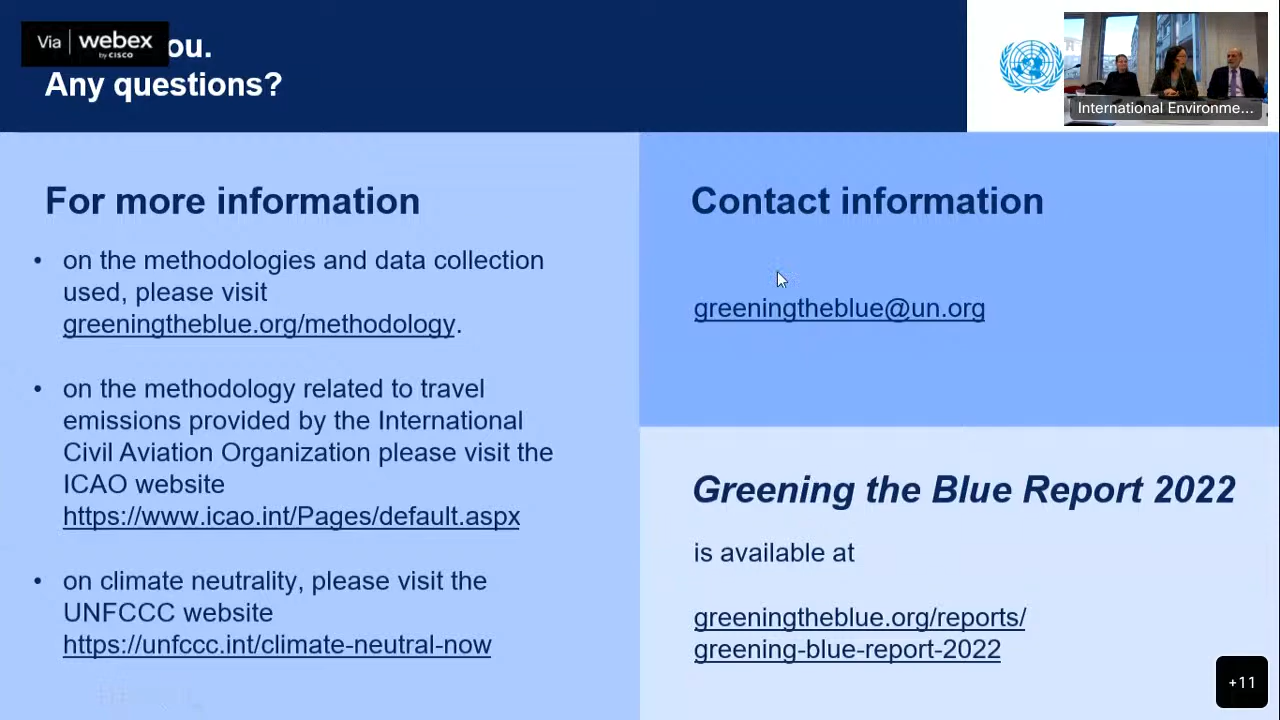 Via webex
by CISCO
ou.
Any questions?
International Environme...
For more information
• on the methodologies and data collection
used, please visit
greeningtheblue.org/methodology.
• on the methodology related to travel
emissions provided by the International
Civil Aviation Organization please visit the
ICAO website
https://www.icao.int/Pages/default.aspx
• on climate neutrality, please visit the
UNFCCC website
https://unfccc.int/climate-neutral-now
Contact information
greeningtheblue@un.org
Greening the Blue Report 2022
is available at
greeningtheblue.org/reports/
greening-blue-report-2022
+11